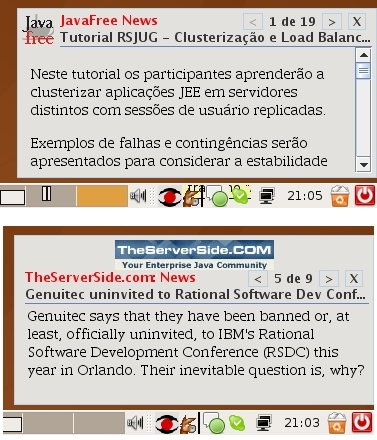 Java
free
JavaFree News
< 1 de 19 > X
Tutorial RSJUG – Clusterização e Load Balanc...
Neste tutorial os participantes aprenderão a
clusterizar aplicações JEE em servidores
distintos com sessões de usuário replicadas.
Exemplos de falhas e contingências serão
apresentados para considerar a estabilidade
21:05
TheServerSide.COM
Your Enterprise Java Community
TheServerSide.com: News
< 5 de 9 > X
Genuitec uninvited to Rational Software Dev Conf...
Genuitec says that they have been banned or, at
least, officially uninvited, to IBM's Rational
Software Development Conference (RSDC) this
year in Orlando. Their inevitable question is, why?
21:03